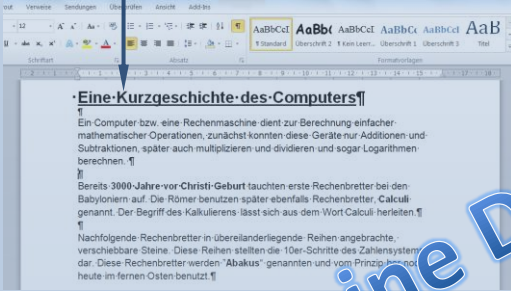 rout Verweise Sendungen Überprüfen Ansicht Add-Ins
12
AaBbCcI AaBb( AaBbCcI AaBbCc AaBbCcI AaB
¶ Standard Überschrift 2 ¶ Kein Leerr... Überschrift 1 Überschrift 3 Titel
Schriftart Absatz Formatvorlagen
Eine·Kurzgeschichte·des·Computers¶
¶
Ein·Computer·bzw.·eine·Rechenmaschine·dient·zur·Berechnung·einfacher·
mathematischer·Operationen,·zunächst·konnten·diese·Geräte·nur·Additionen·und·
Subtraktionen,·später·auch·multiplizieren·und·dividieren·und·sogar·Logarithmen·
berechnen.·¶
¶
Bereits·3000·Jahre·vor·Christi·Geburt·tauchten·erste·Rechenbretter·bei·den·
Babyloniern·auf.·Die·Römer·benutzen·später·ebenfalls·Rechenbretter,·Calculi·
genannt.·Der·Begriff·des·Kalkulierens·lässt·sich·aus·dem·Wort·Calculi·herleiten.¶
¶
Nachfolgende·Rechenbretter·in·übereilanderliegende·Reihen·angebrachte,·
verschiebbare·Steine.·Diese·Reihen·stellten·die·10er-Schritte·des·Zahlensystem
dar.·Diese·Rechenbretter·werden·"Abakus"·genannten·und·vom·Prinzip·her·noc
heute·im·fernen·Osten·benutzt.¶
ine D